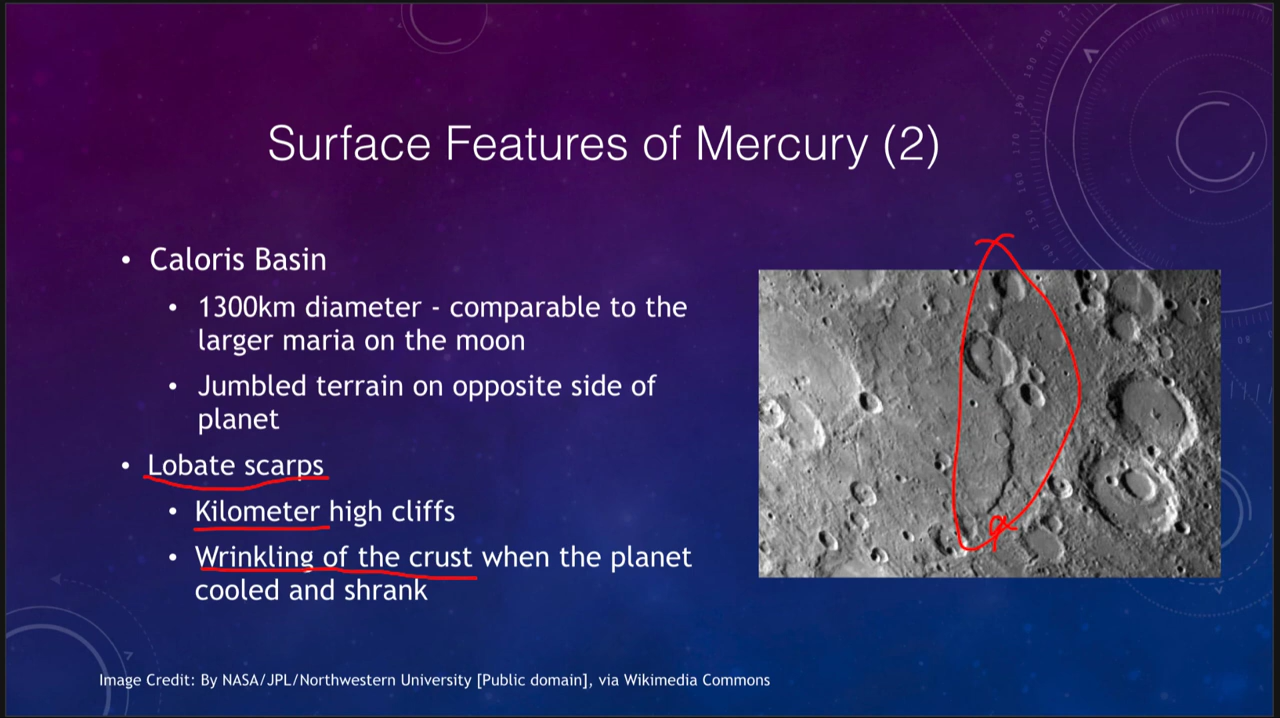 Surface Features of Mercury (2)
• Caloris Basin
• 1300km diameter - comparable to the
larger maria on the moon
• Jumbled terrain on opposite side of
planet
• Lobate scarps
• Kilometer high cliffs
• Wrinkling of the crust when the planet
cooled and shrank
Image Credit: By NASA/JPL/Northwestern University [Public domain], via Wikimedia Commons